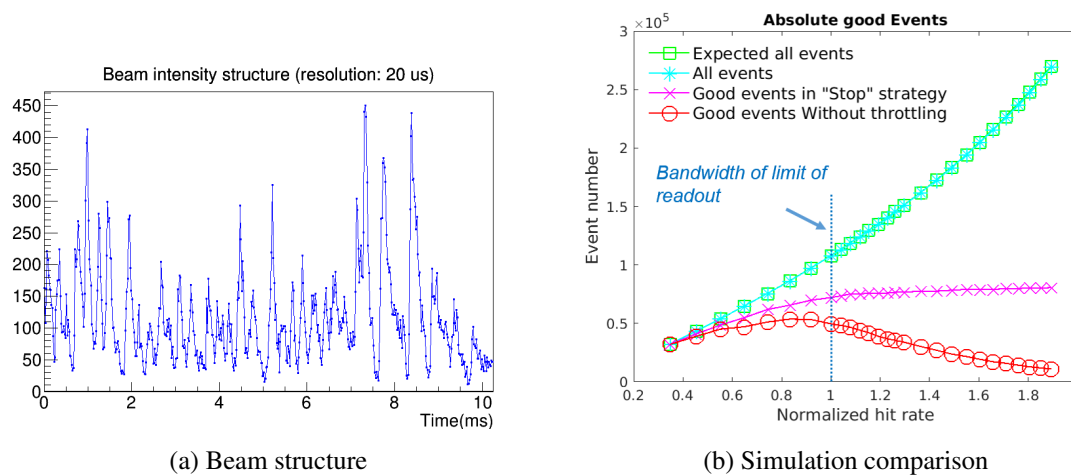 Beam intensity structure (resolution: 20 us)
450
400
350
300
250
200
150
100
50
0
0 2 4 6 8 10
Time(ms)
(a) Beam structure
Absolute good Events
×10⁵
3
2.5
2
1.5
1
0.5
0
Event number
Expected all events
All events
Good events in "Stop" strategy
Good events Without throttling
Bandwidth of limit of
readout
0.2 0.4 0.6 0.8 1 1.2 1.4 1.6 1.8
Normalized hit rate
(b) Simulation comparison